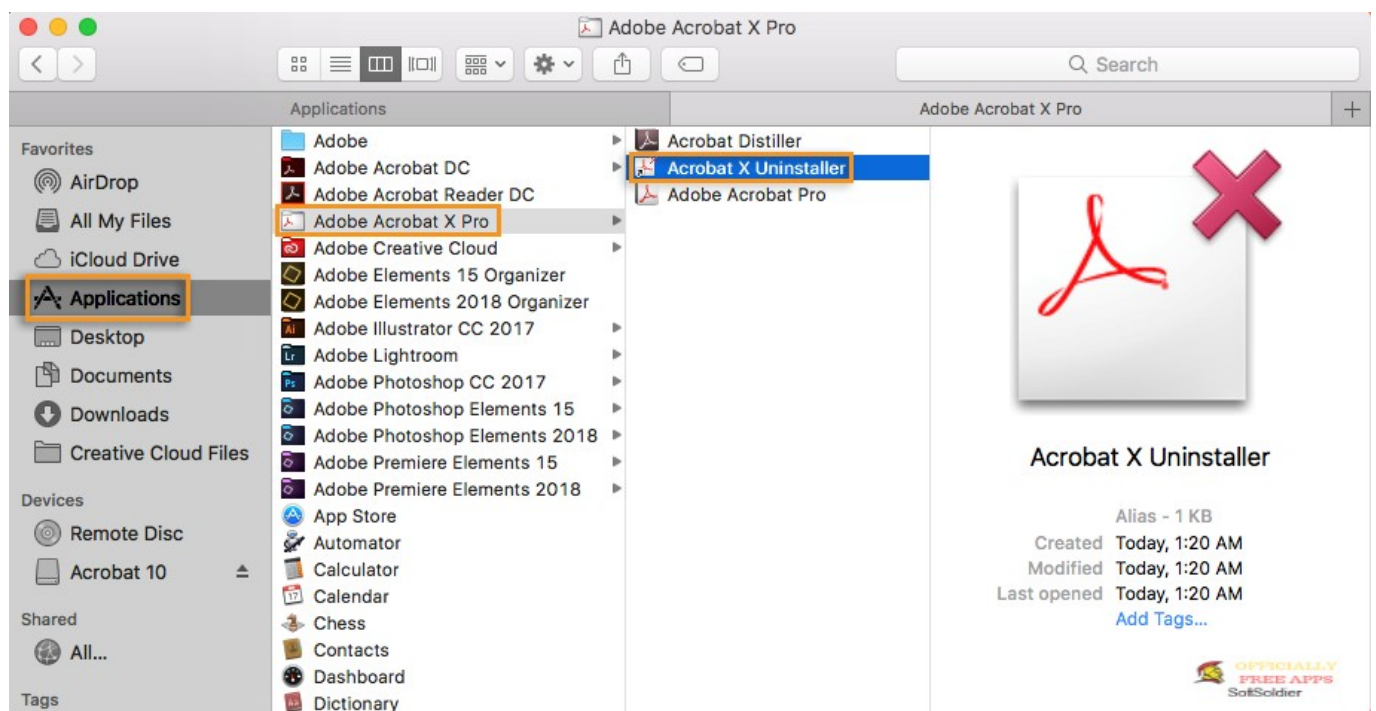 Adobe Acrobat X Pro
Search
Applications
Adobe Acrobat X Pro
Favorites
AirDrop
All My Files
iCloud Drive
Applications
Desktop
Documents
Downloads
Creative Cloud Files
Devices
Remote Disc
Acrobat 10
Shared
All...
Tags
Adobe
Adobe Acrobat DC
Adobe Acrobat Reader DC
Adobe Acrobat X Pro
Adobe Creative Cloud
Adobe Elements 15 Organizer
Adobe Elements 2018 Organizer
Adobe Illustrator CC 2017
Adobe Lightroom
Adobe Photoshop CC 2017
Adobe Photoshop Elements 15
Adobe Photoshop Elements 2018
Adobe Premiere Elements 15
Adobe Premiere Elements 2018
App Store
Automator
Calculator
Calendar
Chess
Contacts
Dashboard
Dictionary
Acrobat Distiller
Acrobat X Uninstaller
Adobe Acrobat Pro
Acrobat X Uninstaller
Alias - 1 KB
Created Today, 1:20 AM
Modified Today, 1:20 AM
Last opened Today, 1:20 AM
Add Tags...
OFFICIALLY
FREE APPS
SoftSoldier